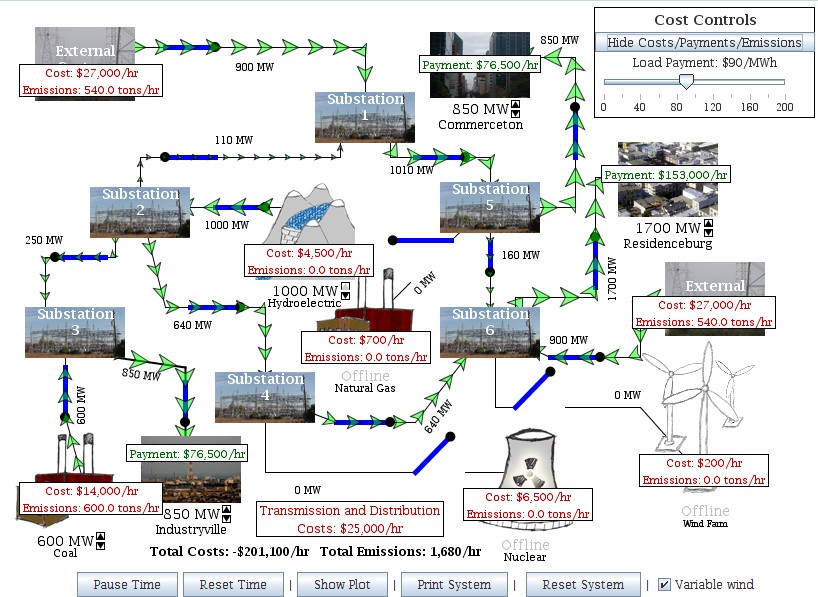 Cost Controls
Hide Costs/Payments/Emissions
Load Payment: $90/MWh
0 40 80 120 160 200
External
Cost: $27,000/hr
Emissions: 540.0 tons/hr
900 MW
850 MW
Payment: $76,500/hr
850 MW
Commerceton
Substation
1
110 MW
1010 MW
Payment: $153,000/hr
1700 MW
Residenceburg
Substation
2
1000 MW
Substation
5
250 MW
160 MW
Cost: $4,500/hr
Emissions: 0.0 tons/hr
1000 MW
Hydroelectric
0 MW
1700 MW
External
Cost: $27,000/hr
Emissions: 540.0 tons/hr
Substation
3
640 MW
Substation
6
900 MW
Cost: $700/hr
Emissions: 0.0 tons/hr
Offline
Natural Gas
850 MW
600 MW
Substation
4
640 MW
0 MW
Payment: $76,500/hr
850 MW
Industryville
Cost: $14,000/hr
Emissions: 600.0 tons/hr
600 MW
Coal
0 MW
Transmission and Distribution
Costs: $25,000/hr
Cost: $6,500/hr
Emissions: 0.0 tons/hr
Offline
Nuclear
Cost: $200/hr
Emissions: 0.0 tons/hr
Offline
Wind Farm
Total Costs: -$201,100/hr Total Emissions: 1,680/hr
Pause Time | Reset Time | Show Plot | Print System | Reset System | Variable wind